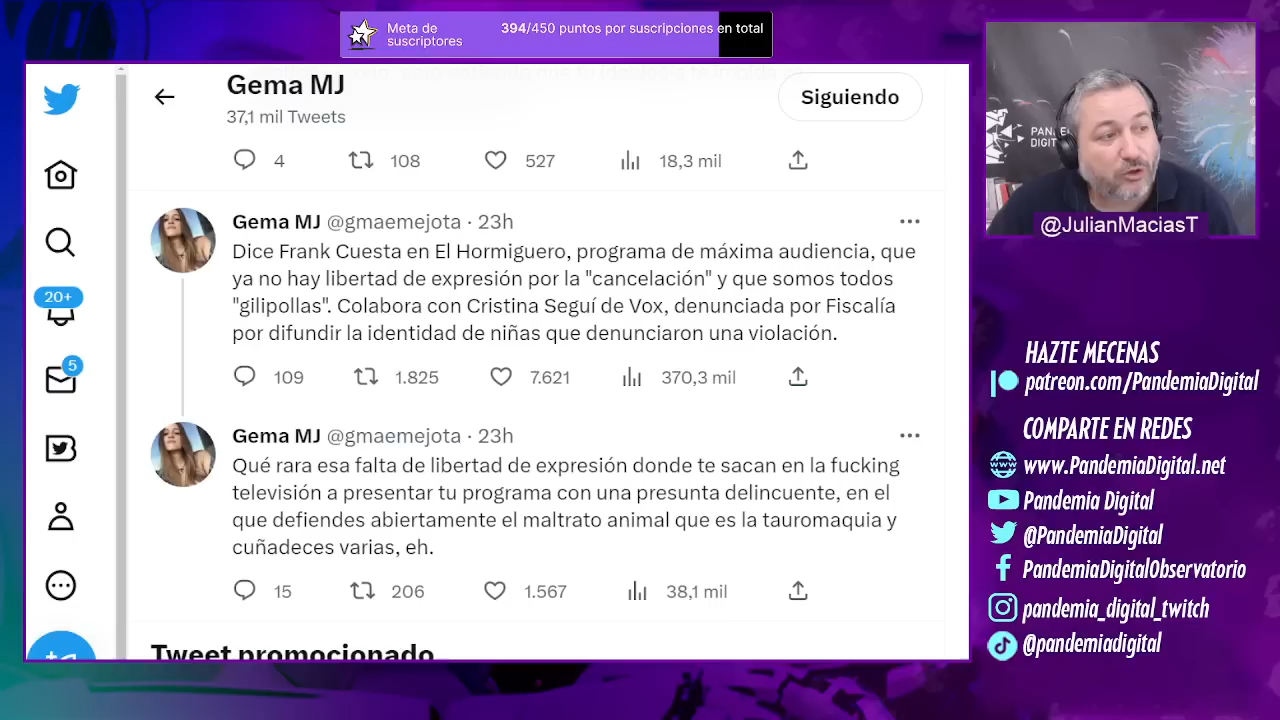 Meta de
suscriptores
394/450 puntos por suscripciones en total
Gema MJ
37,1 mil Tweets
Siguiendo
4 108 527 18,3 mil
Gema MJ @gmaemejota · 23h
Dice Frank Cuesta en El Hormiguero, programa de máxima audiencia, que
ya no hay libertad de expresión por la "cancelación" y que somos todos
"gilipollas". Colabora con Cristina Seguí de Vox, denunciada por Fiscalía
por difundir la identidad de niñas que denunciaron una violación.
109 1.825 7.621 370,3 mil
Gema MJ @gmaemejota · 23h
Qué rara esa falta de libertad de expresión donde te sacan en la fucking
televisión a presentar tu programa con una presunta delincuente, en el
que defiendes abiertamente el maltrato animal que es la tauromaquia y
cuñadeces varias, eh.
15 206 1.567 38,1 mil
Tweet promocionado
20+
5
@JulianMaciasT
HAZTE MECENAS
patreon.com/PandemiaDigital
COMPARTE EN REDES
www.PandemiaDigital.net
Pandemia Digital
@PandemiaDigital
PandemiaDigitalObservatorio
pandemia_digital_twitch
@pandemiadigital